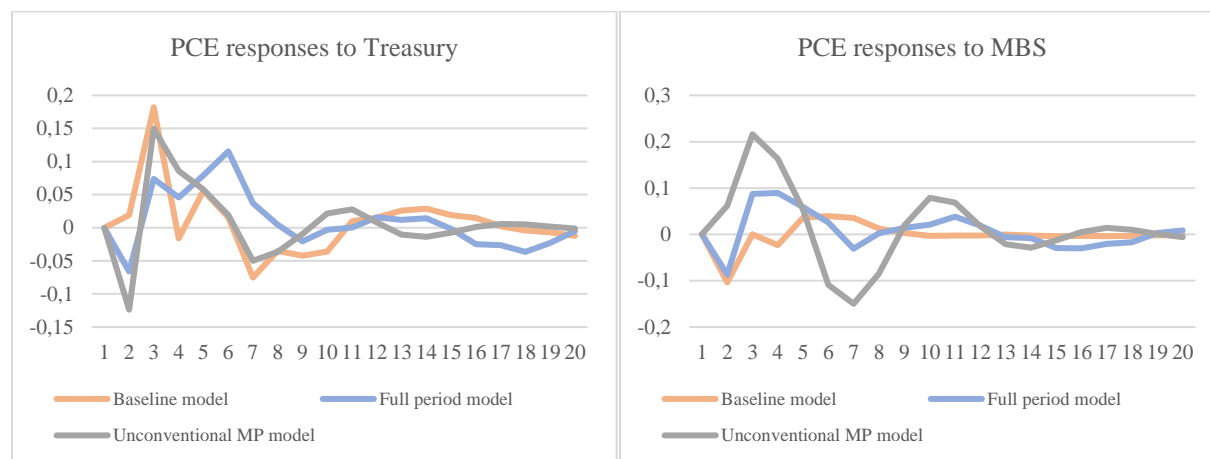 PCE responses to Treasury
0,2
0,15
0,1
0,05
0
-0,05
-0,1
-0,15
1 2 3 4 5 6 7 8 9 10 11 12 13 14 15 16 17 18 19 20
Baseline model Full period model
Unconventional MP model
PCE responses to MBS
0,3
0,2
0,1
0
-0,1
-0,2
1 2 3 4 5 6 7 8 9 10 11 12 13 14 15 16 17 18 19 20
Baseline model Full period model
Unconventional MP model